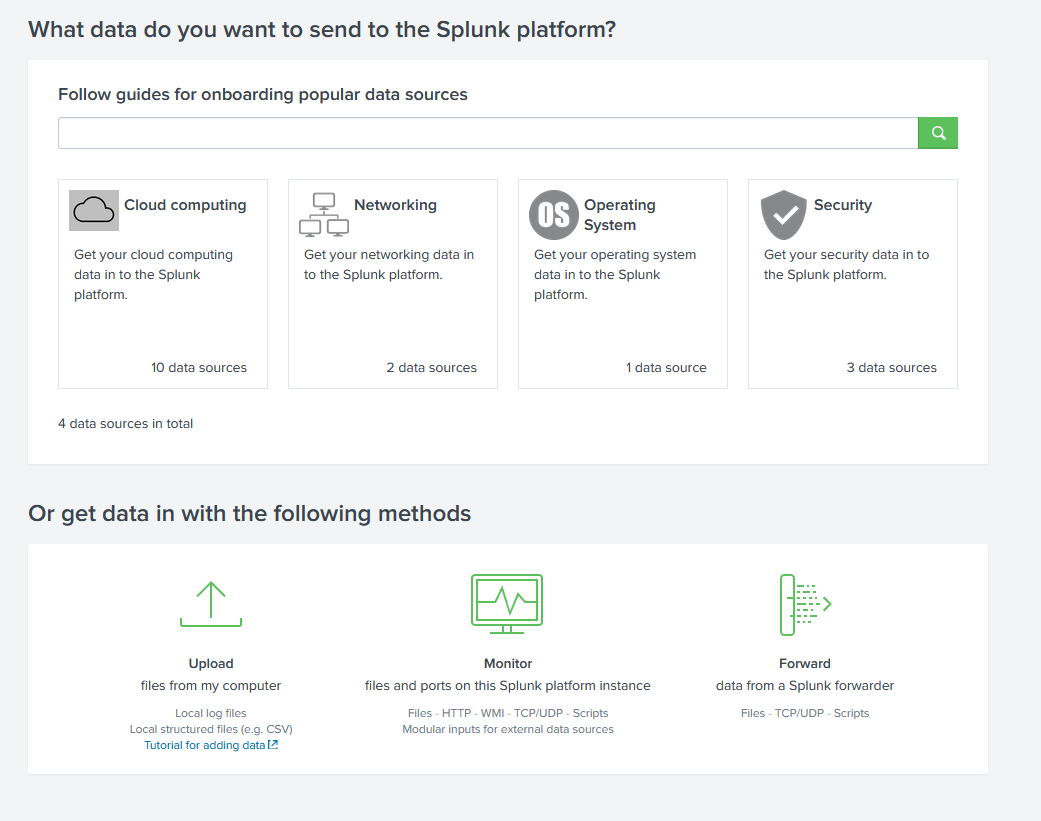 What data do you want to send to the Splunk platform?
Follow guides for onboarding popular data sources
Cloud computing
Get your cloud computing
data in to the Splunk
platform.
10 data sources
Networking
Get your networking data in
to the Splunk platform.
2 data sources
OS
Operating
System
Get your operating system
data in to the Splunk
platform.
1 data source
Security
Get your security data in to
the Splunk platform.
3 data sources
4 data sources in total
Or get data in with the following methods
Upload
files from my computer
Local log files
Local structured files (e.g. CSV)
Tutorial for adding data
Monitor
files and ports on this Splunk platform instance
Files - HTTP - WMI - TCP/UDP - Scripts
Modular inputs for external data sources
Forward
data from a Splunk forwarder
Files - TCP/UDP - Scripts